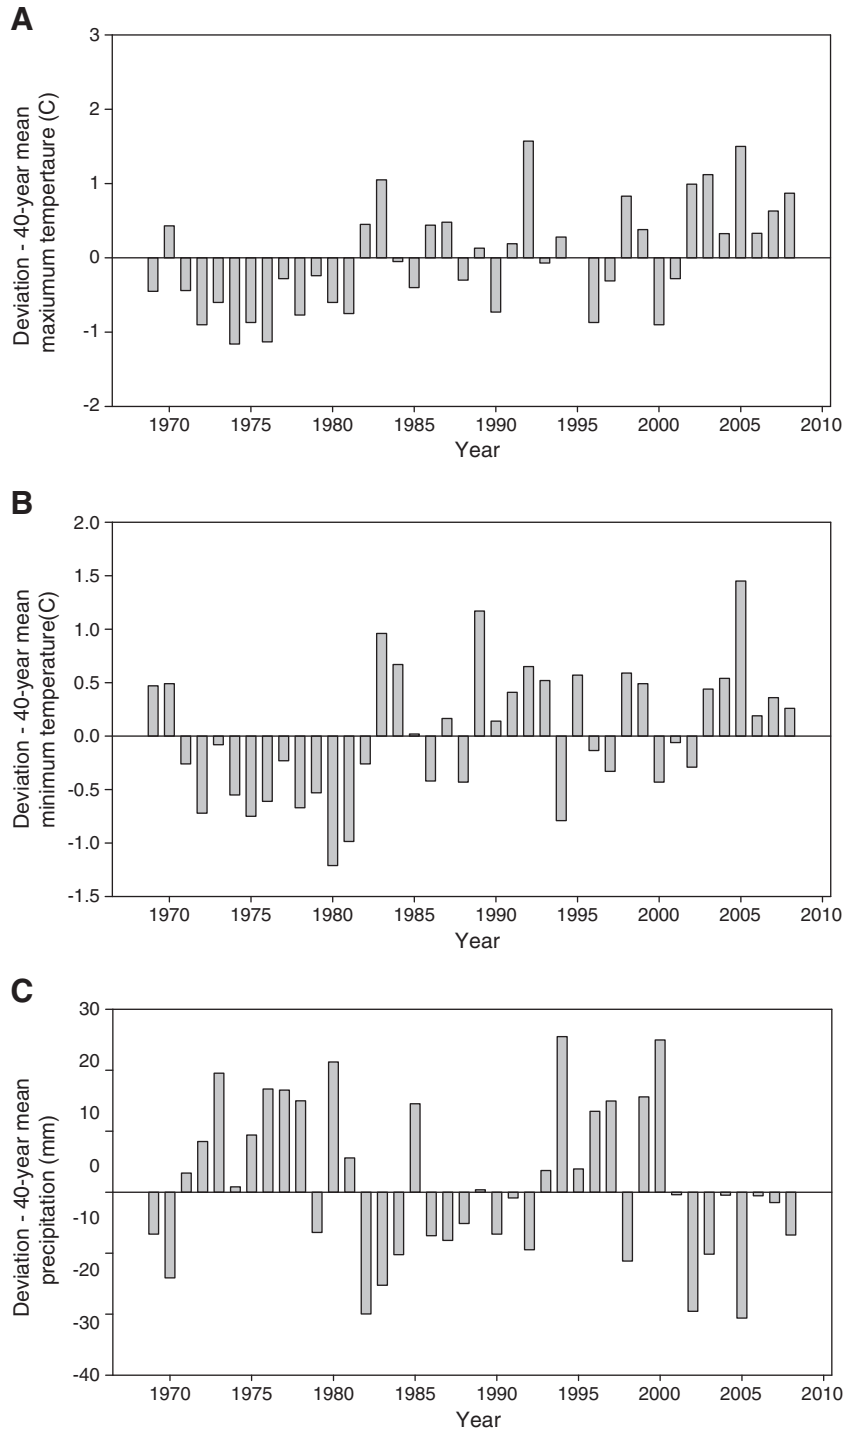 A
3
2
1
0
-1
-2
Deviation - 40-year mean
maxiumum tempertaure (C)
1970 1975 1980 1985 1990 1995 2000 2005 2010
Year
B
2.0
1.5
1.0
0.5
0.0
-0.5
-1.0
-1.5
Deviation - 40-year mean
minimum temperature(C)
1970 1975 1980 1985 1990 1995 2000 2005 2010
Year
C
30
20
10
0
-10
-20
-30
-40
Deviation - 40-year mean
precipitation (mm)
1970 1975 1980 1985 1990 1995 2000 2005 2010
Year